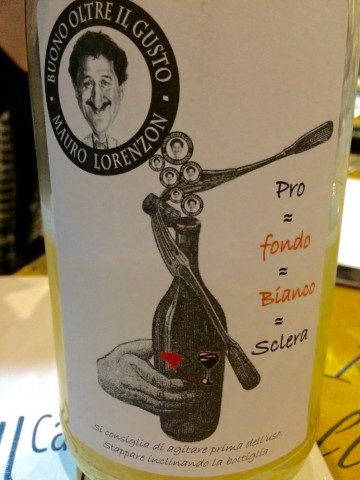 BUONO OLTRE IL GUSTO
MAURO LORENZON
Pro
≈
fondo
≈
Bianco
≈
Sclera
Si consiglia di agitare prima dell'uso.
Stappare inclinando la bottiglia